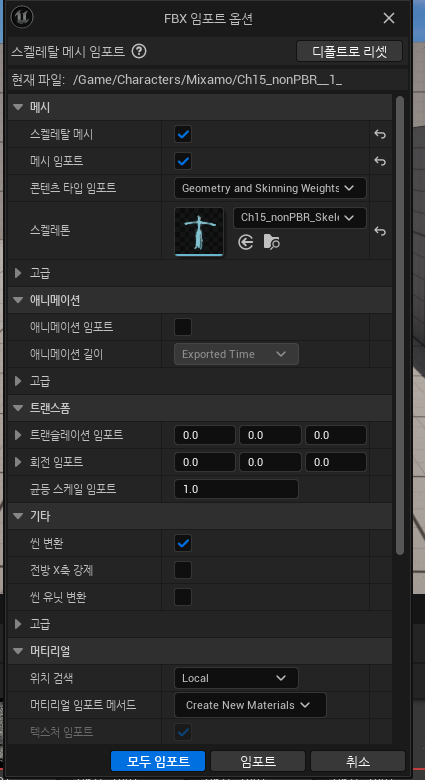 FBX 임포트 옵션
스켈레탈 메시 임포트 ?
디폴트로 리셋
현재 파일: /Game/Characters/Mixamo/Ch15_nonPBR__1_
메시
스켈레탈 메시
메시 임포트
콘텐츠 타입 임포트 Geometry and Skinning Weights
스켈레톤 Ch15_nonPBR_Skel
고급
애니메이션
애니메이션 임포트
애니메이션 길이 Exported Time
고급
트랜스폼
트랜슬레이션 임포트 0.0 0.0 0.0
회전 임포트 0.0 0.0 0.0
균등 스케일 임포트 1.0
기타
씬 변환
전방 X축 강제
씬 유닛 변환
고급
머티리얼
위치 검색 Local
머티리얼 임포트 메서드 Create New Materials
텍스처 임포트
모두 임포트 임포트 취소